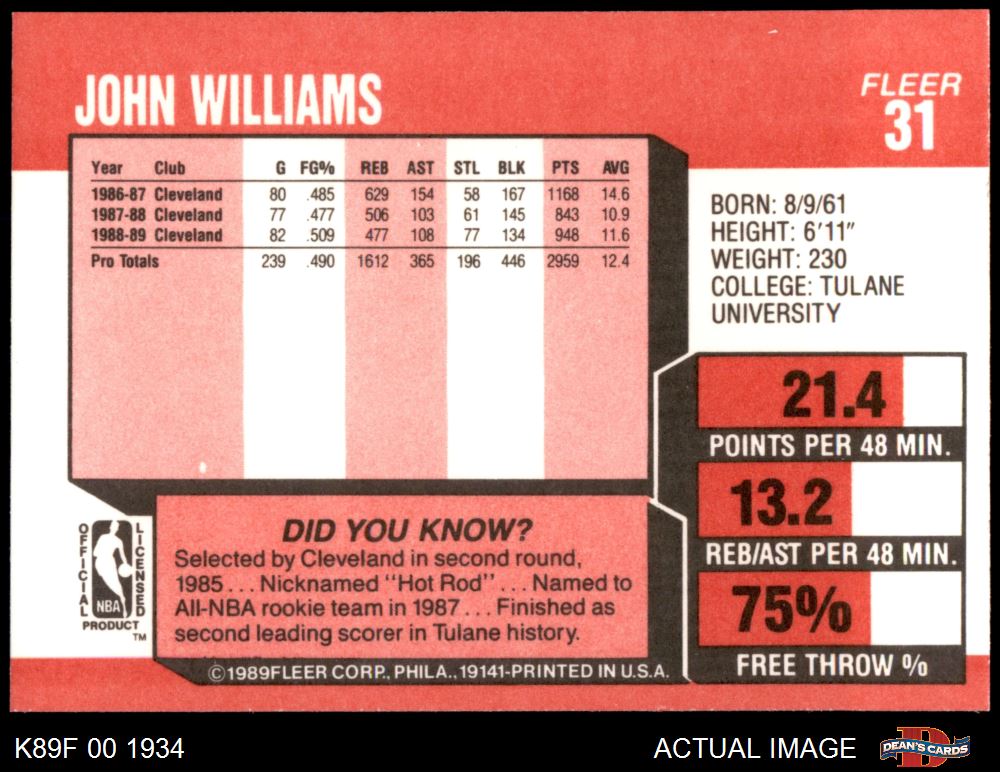 JOHN WILLIAMS
FLEER
31
Year Club G FG% REB AST STL BLK PTS AVG
1986-87 Cleveland 80 .485 629 154 58 167 1168 14.6
1987-88 Cleveland 77 .477 506 103 61 145 843 10.9
1988-89 Cleveland 82 .509 477 108 77 134 948 11.6
Pro Totals 239 .490 1612 365 196 446 2959 12.4
BORN: 8/9/61
HEIGHT: 6'11"
WEIGHT: 230
COLLEGE: TULANE
UNIVERSITY
21.4
POINTS PER 48 MIN.
13.2
REB/AST PER 48 MIN.
75%
FREE THROW %
DID YOU KNOW?
Selected by Cleveland in second round,
1985 . . . Nicknamed "Hot Rod" . . . Named to
All-NBA rookie team in 1987 . . . Finished as
second leading scorer in Tulane history.
OFFICIAL
LICENSED
NBA
PRODUCT
TM
©1989 FLEER CORP., PHILA., 19141-PRINTED IN U.S.A.
K89F 00 1934
ACTUAL IMAGE
DEAN'S CARDS